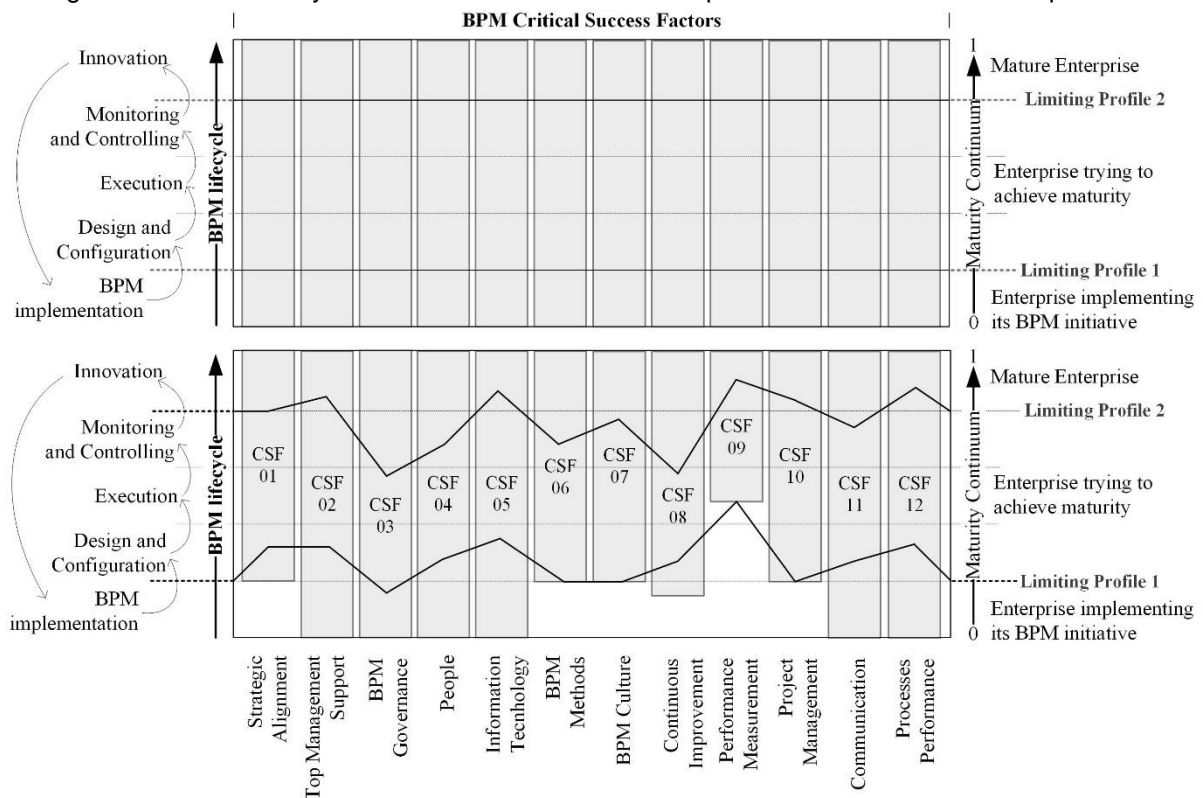 BPM Critical Success Factors
Innovation
Monitoring
and Controlling
Execution
Design and
Configuration
BPM
implementation
BPM lifecycle
1
Maturity Continuum
0
Mature Enterprise
Limiting Profile 2
Enterprise trying to
achieve maturity
Limiting Profile 1
Enterprise implementing
its BPM initiative
Innovation
Monitoring
and Controlling
Execution
Design and
Configuration
BPM
implementation
BPM lifecycle
CSF
01
CSF
02
CSF
03
CSF
04
CSF
05
CSF
06
CSF
07
CSF
08
CSF
09
CSF
10
CSF
11
CSF
12
1
Maturity Continuum
0
Mature Enterprise
Limiting Profile 2
Enterprise trying to
achieve maturity
Limiting Profile 1
Enterprise implementing
its BPM initiative
Strategic
Alignment
Top Management
Support
BPM
Governance
People
Information
Tecnhology
BPM
Methods
BPM Culture
Continuous
Improvement
Performance
Measurement
Project
Management
Communication
Processes
Performance